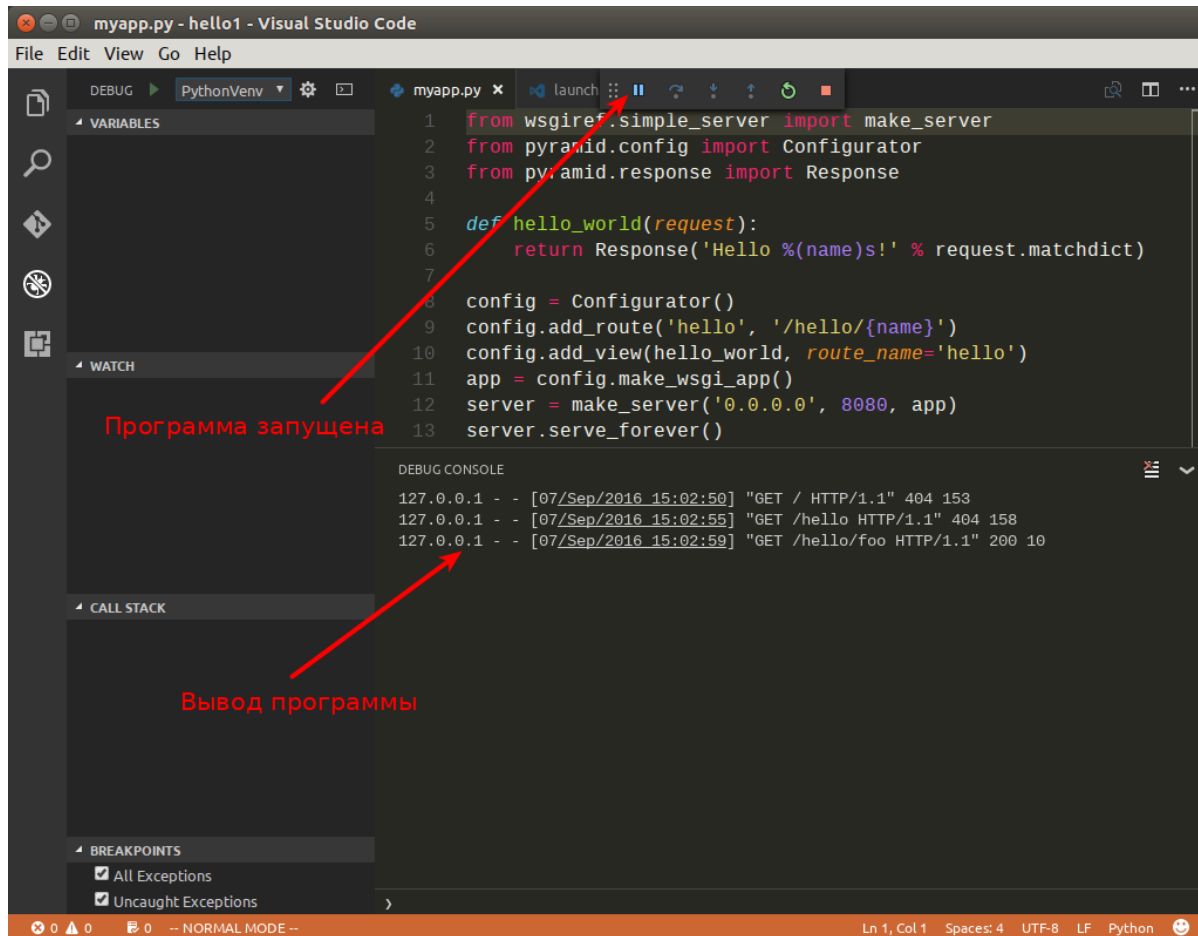 myapp.py - hello1 - Visual Studio Code
File Edit View Go Help
DEBUG PythonVenv
myapp.py launch
VARIABLES
1 from wsgiref.simple_server import make_server
2 from pyramid.config import Configurator
3 from pyramid.response import Response
4
5 def hello_world(request):
6 return Response('Hello %(name)s!' % request.matchdict)
7
8 config = Configurator()
9 config.add_route('hello', '/hello/{name}')
10 config.add_view(hello_world, route_name='hello')
11 app = config.make_wsgi_app()
12 server = make_server('0.0.0.0', 8080, app)
13 server.serve_forever()
WATCH
Программа запущена
DEBUG CONSOLE
127.0.0.1 - - [07/Sep/2016 15:02:50] "GET / HTTP/1.1" 404 153
127.0.0.1 - - [07/Sep/2016 15:02:55] "GET /hello HTTP/1.1" 404 158
127.0.0.1 - - [07/Sep/2016 15:02:59] "GET /hello/foo HTTP/1.1" 200 10
CALL STACK
Вывод программы
BREAKPOINTS
All Exceptions
Uncaught Exceptions
0 0 0 -- NORMAL MODE --
Ln 1, Col 1 Spaces: 4 UTF-8 LF Python